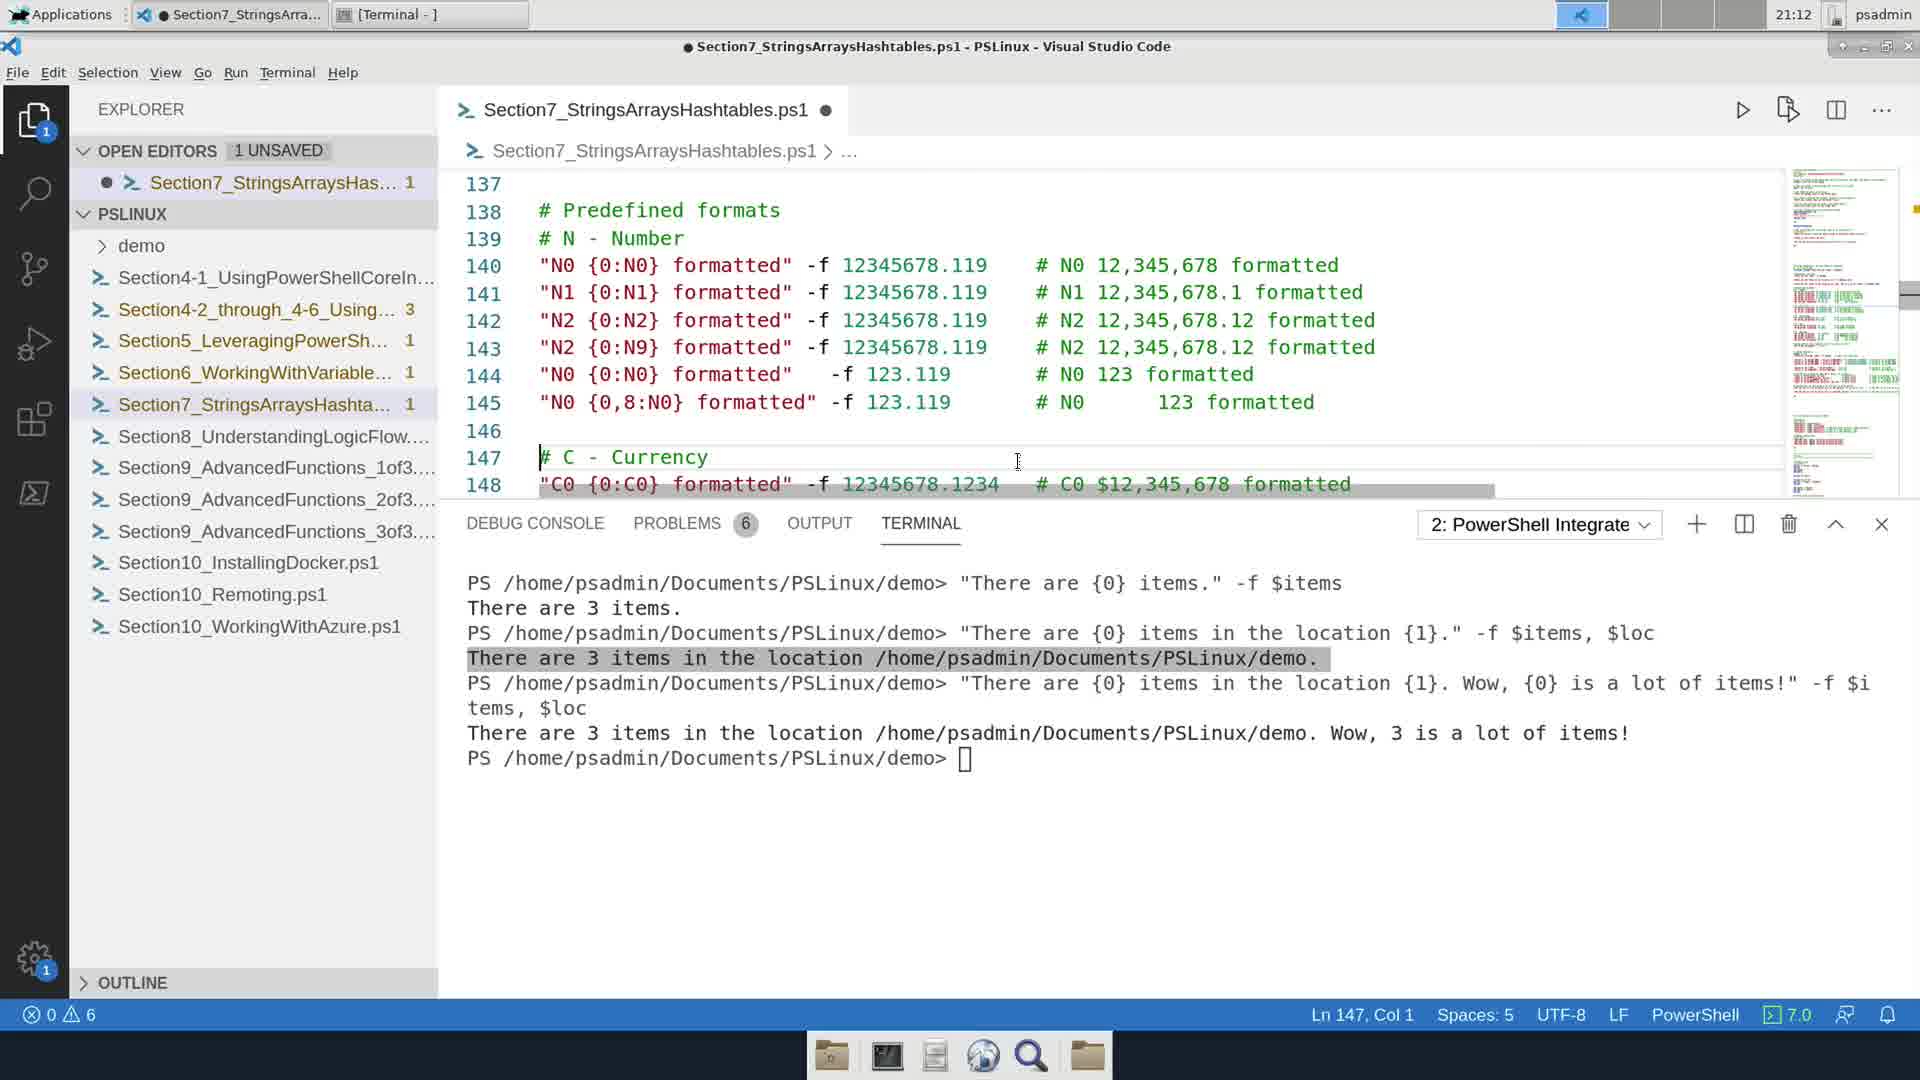 Applications
● Section7_StringsArra...
[Terminal - ]
21:12
psadmin
● Section7_StringsArraysHashtables.ps1 - PSLinux - Visual Studio Code
File Edit Selection View Go Run Terminal Help
EXPLORER
OPEN EDITORS 1 UNSAVED
Section7_StringsArraysHas... 1
PSLINUX
demo
Section4-1_UsingPowerShellCoreIn...
Section4-2_through_4-6_Using... 3
Section5_LeveragingPowerSh... 1
Section6_WorkingWithVariable... 1
Section7_StringsArraysHashta... 1
Section8_UnderstandingLogicFlow....
Section9_AdvancedFunctions_1of3....
Section9_AdvancedFunctions_2of3....
Section9_AdvancedFunctions_3of3....
Section10_InstallingDocker.ps1
Section10_Remoting.ps1
Section10_WorkingWithAzure.ps1
OUTLINE
1
1
Section7_StringsArraysHashtables.ps1
Section7_StringsArraysHashtables.ps1 > ...
137
138 # Predefined formats
139 # N - Number
140 "N0 {0:N0} formatted" -f 12345678.119 # N0 12,345,678 formatted
141 "N1 {0:N1} formatted" -f 12345678.119 # N1 12,345,678.1 formatted
142 "N2 {0:N2} formatted" -f 12345678.119 # N2 12,345,678.12 formatted
143 "N2 {0:N9} formatted" -f 12345678.119 # N2 12,345,678.12 formatted
144 "N0 {0:N0} formatted" -f 123.119 # N0 123 formatted
145 "N0 {0,8:N0} formatted" -f 123.119 # N0 123 formatted
146
147 # C - Currency
148 "C0 {0:C0} formatted" -f 12345678.1234 # C0 $12,345,678 formatted
DEBUG CONSOLE PROBLEMS 6 OUTPUT TERMINAL
2: PowerShell Integrate
PS /home/psadmin/Documents/PSLinux/demo> "There are {0} items." -f $items
There are 3 items.
PS /home/psadmin/Documents/PSLinux/demo> "There are {0} items in the location {1}." -f $items, $loc
There are 3 items in the location /home/psadmin/Documents/PSLinux/demo.
PS /home/psadmin/Documents/PSLinux/demo> "There are {0} items in the location {1}. Wow, {0} is a lot of items!" -f $i
tems, $loc
There are 3 items in the location /home/psadmin/Documents/PSLinux/demo. Wow, 3 is a lot of items!
PS /home/psadmin/Documents/PSLinux/demo>
0 6
Ln 147, Col 1 Spaces: 5 UTF-8 LF PowerShell 7.0